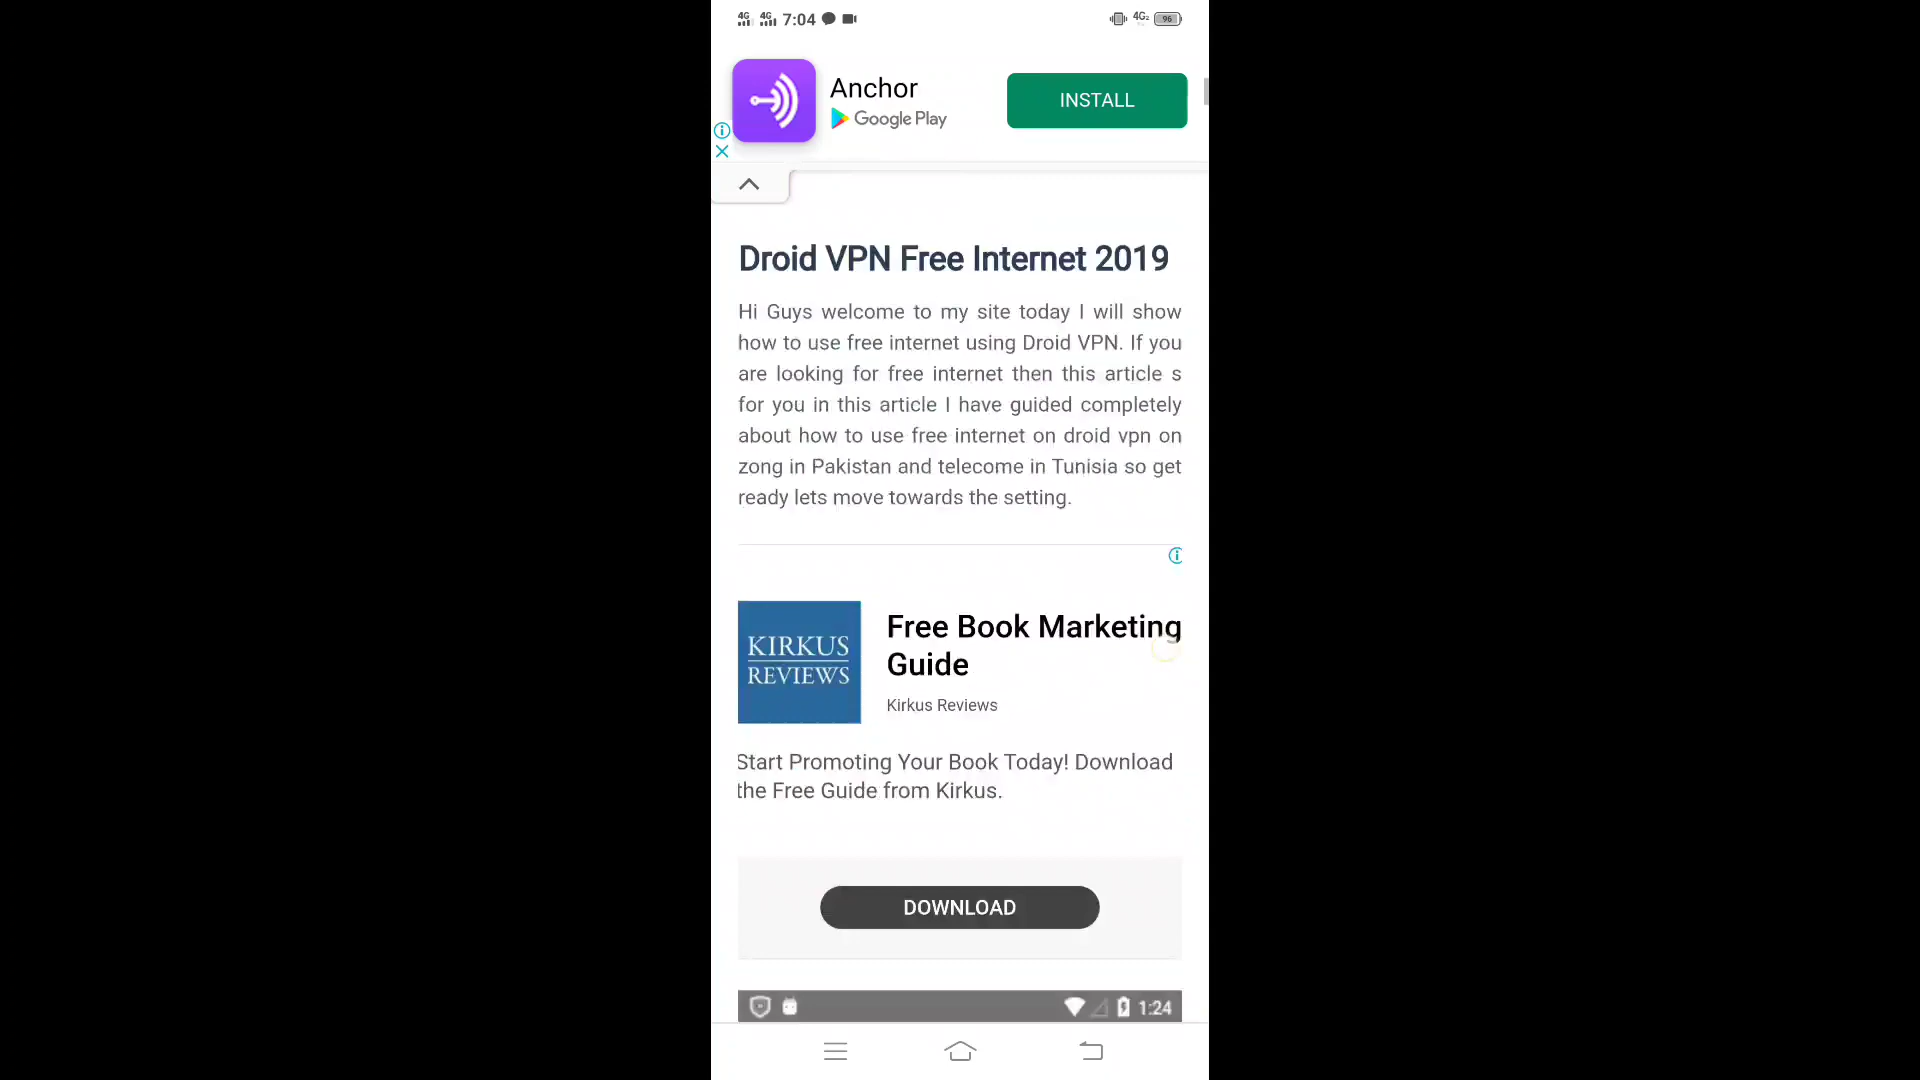 4G 4G 7:04 4G2 96
Anchor
Google Play
INSTALL
Droid VPN Free Internet 2019
Hi Guys welcome to my site today I will show
how to use free internet using Droid VPN. If you
are looking for free internet then this article s
for you in this article I have guided completely
about how to use free internet on droid vpn on
zong in Pakistan and telecome in Tunisia so get
ready lets move towards the setting.
KIRKUS
REVIEWS
Free Book Marketing
Guide
Kirkus Reviews
Start Promoting Your Book Today! Download
the Free Guide from Kirkus.
DOWNLOAD
1:24